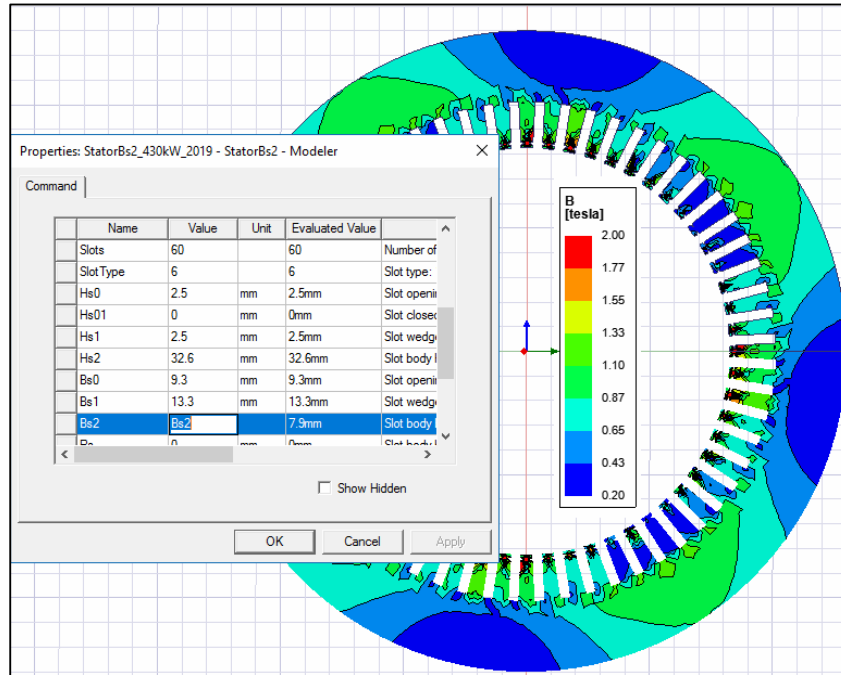 Properties: StatorBs2_430kW_2019 - StatorBs2 - Modeler
Command
Name Value Unit Evaluated Value
Slots 60 60 Number of
SlotType 6 6 Slot type:
Hs0 2.5 mm 2.5mm Slot openi
Hs01 0 mm 0mm Slot closed
Hs1 2.5 mm 2.5mm Slot wedg
Hs2 32.6 mm 32.6mm Slot body
Bs0 9.3 mm 9.3mm Slot openi
Bs1 13.3 mm 13.3mm Slot wedg
Bs2 Bs2 7.9mm Slot body
0 mm 0mm Slot body
Show Hidden
OK Cancel Apply
B
[tesla]
2.00
1.77
1.55
1.33
1.10
0.87
0.65
0.43
0.20